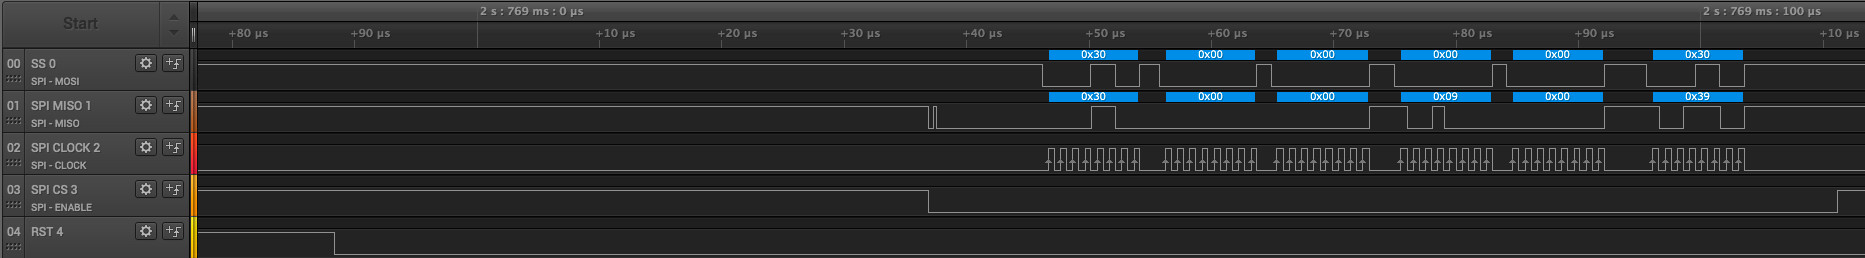 Start
2 s : 769 ms : 0 µs
2 s : 769 ms : 100 µs
+80 µs +90 µs +10 µs +20 µs +30 µs +40 µs +50 µs +60 µs +70 µs +80 µs +90 µs +10 µs
00 SS 0
SPI - MOSI
0x30 0x00 0x00 0x00 0x00 0x30
01 SPI MISO 1
SPI - MISO
0x30 0x00 0x00 0x09 0x00 0x39
02 SPI CLOCK 2
SPI - CLOCK
03 SPI CS 3
SPI - ENABLE
04 RST 4